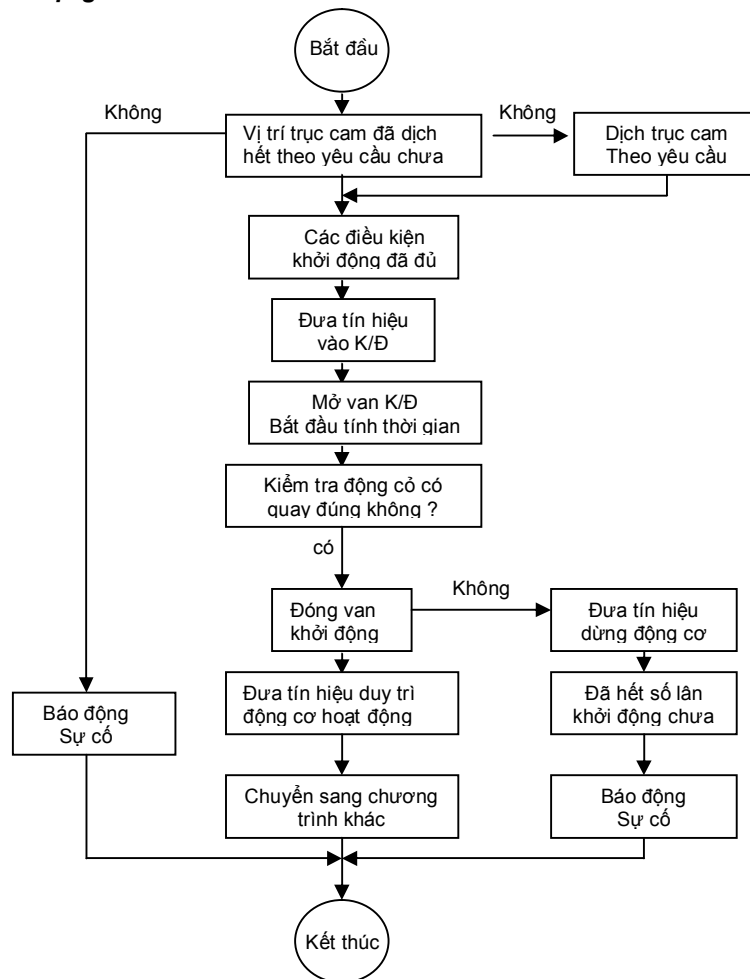 Bắt đầu
Không
Không
Vị trí trục cam đã dịch
hết theo yêu cầu chưa
Dịch trục cam
Theo yêu cầu
Các điều kiện
khởi động đã đủ
Đưa tín hiệu
vào K/Đ
Mở van K/Đ
Bắt đầu tính thời gian
Kiểm tra động cỏ có
quay đúng không ?
có
Không
Đóng van
khởi động
Đưa tín hiệu
dừng động cơ
Đưa tín hiệu duy trì
động cơ hoạt động
Đã hết số lân
khởi động chưa
Báo động
Sự cố
Chuyển sang chương
trình khác
Báo động
Sự cố
Kết thúc